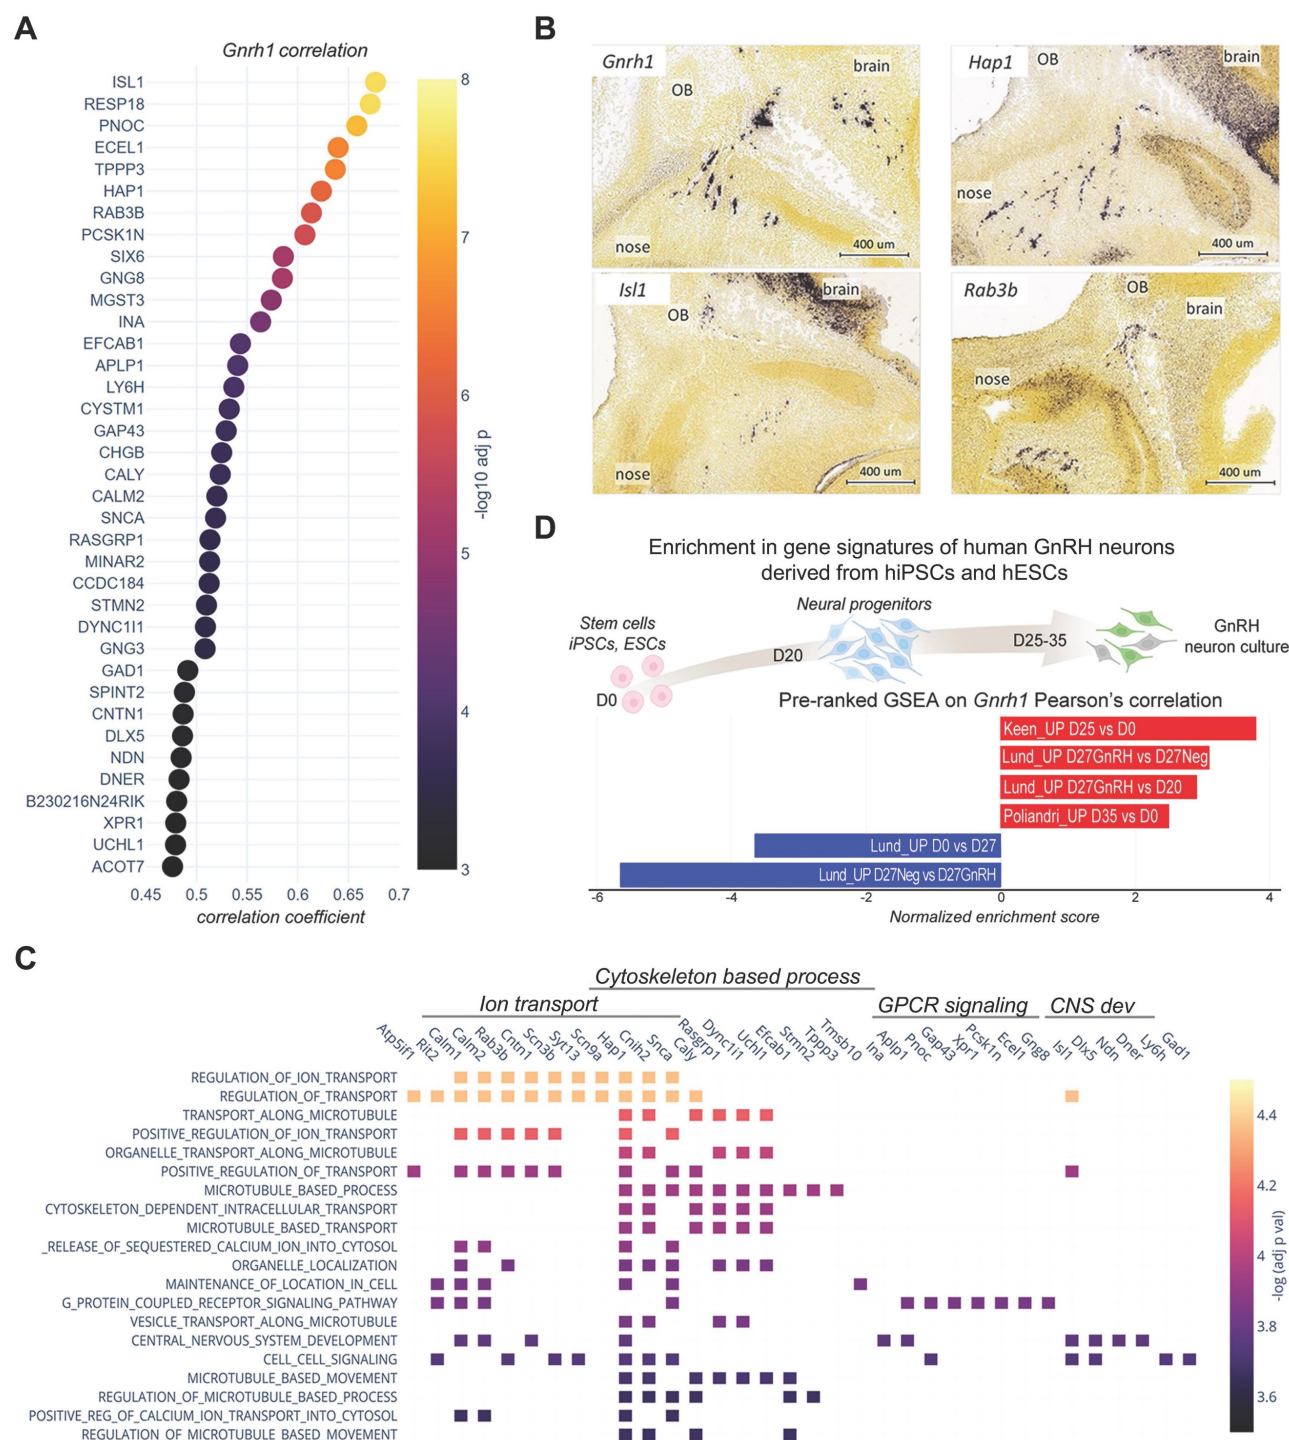 A
Gnrh1 correlation
ISL1
RESP18
PNOC
ECEL1
TPPP3
HAP1
RAB3B
PCSK1N
SIX6
GNG8
MGST3
INA
EFCAB1
APLP1
LY6H
CYSTM1
GAP43
CHGB
CALY
CALM2
SNCA
RASGRP1
MINAR2
CCDC184
STMN2
DYNC1I1
GNG3
GAD1
SPINT2
CNTN1
DLX5
NDN
DNER
B230216N24RIK
XPR1
UCHL1
ACOT7
0.45 0.5 0.55 0.6 0.65 0.7
correlation coefficient
8
7
6
5
4
3
-log10 adj p
B
Gnrh1
OB
brain
nose
400 um
Hap1
OB
brain
nose
400 um
Isl1
OB
brain
nose
400 um
Rab3b
OB
brain
nose
400 um
D
Enrichment in gene signatures of human GnRH neurons
derived from hiPSCs and hESCs
Stem cells
iPSCs, ESCs
D0
D20
Neural progenitors
D25-35
GnRH
neuron culture
Pre-ranked GSEA on Gnrh1 Pearson's correlation
Keen_UP D25 vs D0
Lund_UP D27GnRH vs D27Neg
Lund_UP D27GnRH vs D20
Poliandri_UP D35 vs D0
Lund_UP D0 vs D27
Lund_UP D27Neg vs D27GnRH
-6 -4 -2 0 2 4
Normalized enrichment score
C
Cytoskeleton based process
Ion transport
GPCR signaling
CNS dev
Atp5if1
Rit2
Calm1
Calm2
Rab3b
Cntn1
Scn3b
Syt13
Scn9a
Hap1
Cnih2
Snca
Caly
Rasgrp1
Dync1i1
Uchl1
Efcab1
Stmn2
Tppp3
Tmsb10
Ina
Aplp1
Pnoc
Gap43
Xpr1
Pcsk1n
Ecel1
Gng8
Isl1
Dlx5
Ndn
Dner
Ly6h
Gad1
REGULATION_OF_ION_TRANSPORT
REGULATION_OF_TRANSPORT
TRANSPORT_ALONG_MICROTUBULE
POSITIVE_REGULATION_OF_ION_TRANSPORT
ORGANELLE_TRANSPORT_ALONG_MICROTUBULE
POSITIVE_REGULATION_OF_TRANSPORT
MICROTUBULE_BASED_PROCESS
CYTOSKELETON_DEPENDENT_INTRACELLULAR_TRANSPORT
MICROTUBULE_BASED_TRANSPORT
_RELEASE_OF_SEQUESTERED_CALCIUM_ION_INTO_CYTOSOL
ORGANELLE_LOCALIZATION
MAINTENANCE_OF_LOCATION_IN_CELL
G_PROTEIN_COUPLED_RECEPTOR_SIGNALING_PATHWAY
VESICLE_TRANSPORT_ALONG_MICROTUBULE
CENTRAL_NERVOUS_SYSTEM_DEVELOPMENT
CELL_CELL_SIGNALING
MICROTUBULE_BASED_MOVEMENT
REGULATION_OF_MICROTUBULE_BASED_PROCESS
POSITIVE_REG_OF_CALCIUM_ION_TRANSPORT_INTO_CYTOSOL
REGULATION_OF_MICROTUBULE_BASED_MOVEMENT
4.4
4.2
4
3.8
3.6
-log (adj p val)